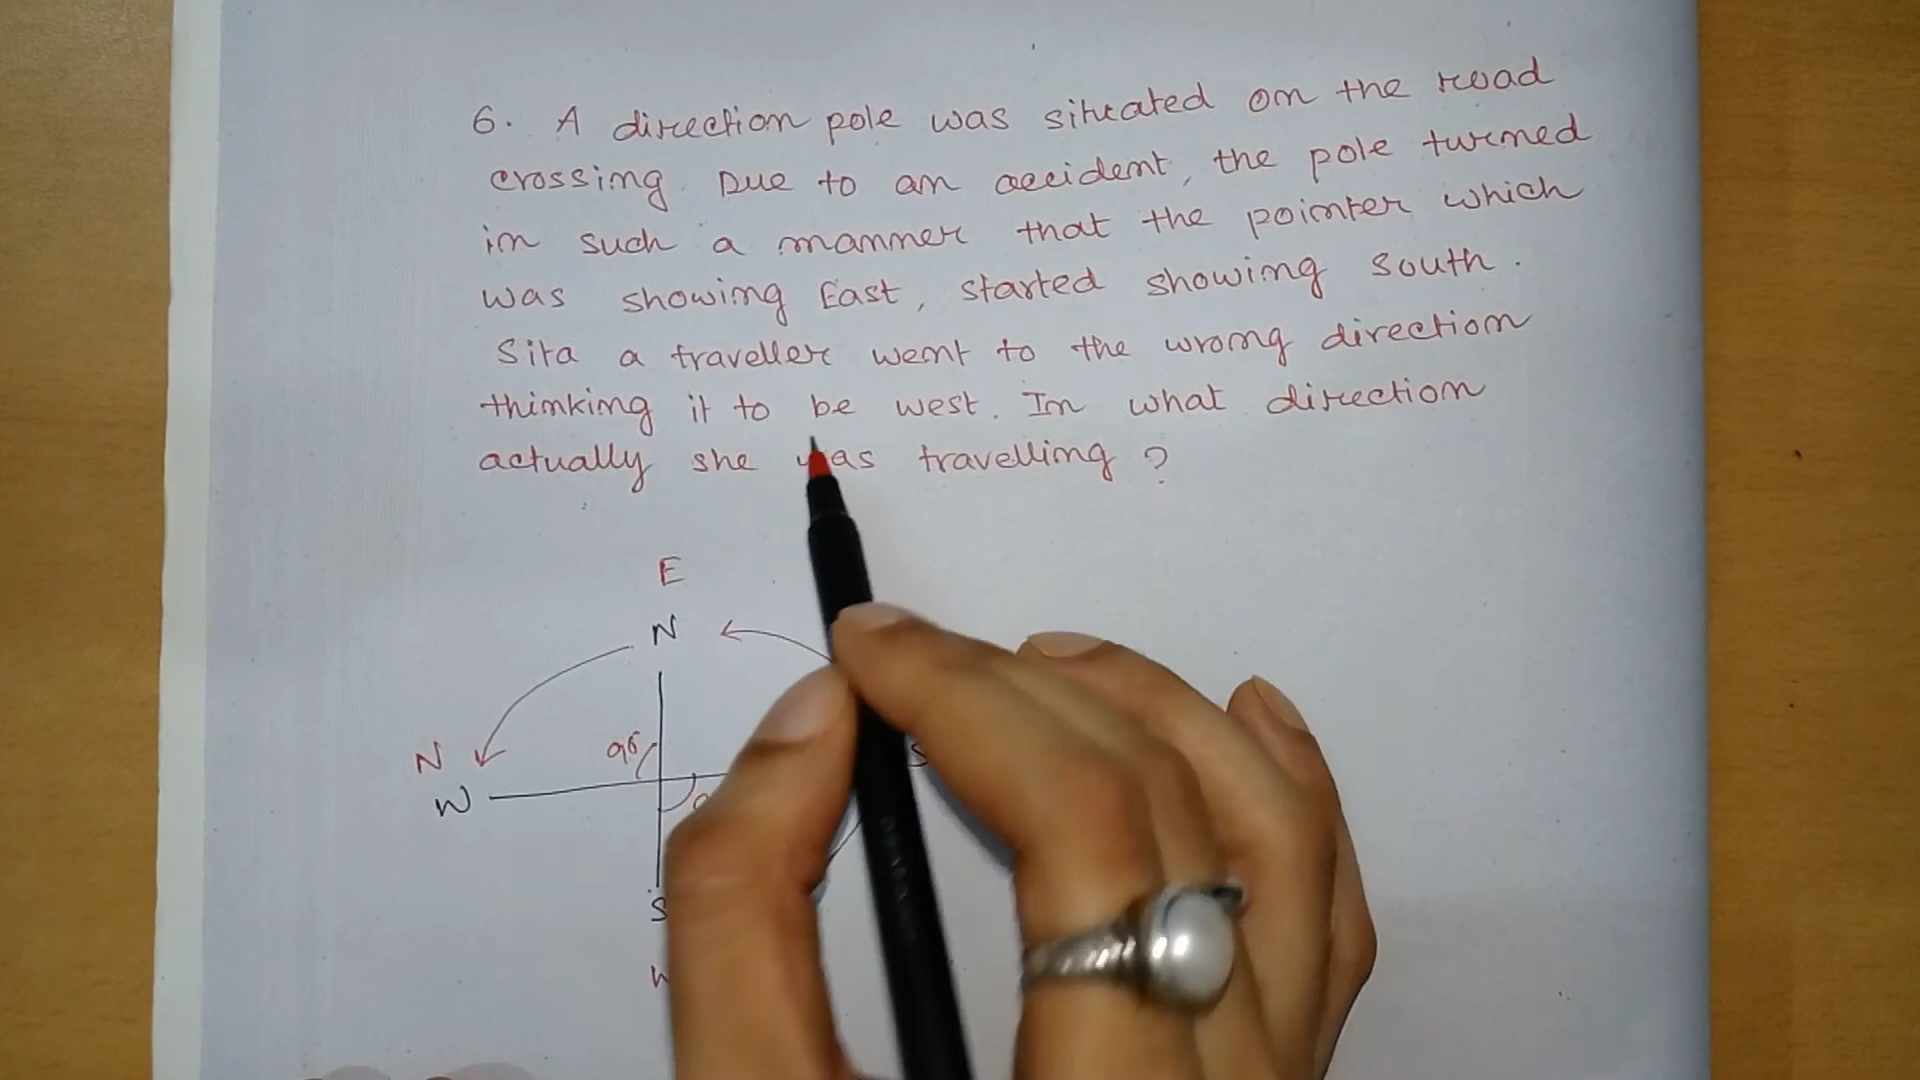 6. A direction pole was situated on the road
crossing. Due to an accident, the pole turned
in such a manner that the pointer which
was showing East, started showing South.
Sita a traveller went to the wrong direction
thinking it to be west. In what direction
actually she was travelling ?
E
N
90
N
S
W
S